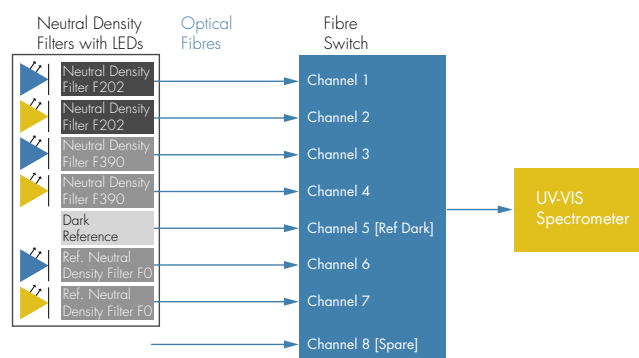 Neutral Density
Filters with LEDs
Optical
Fibres
Fibre
Switch
Neutral Density
Filter F202
Channel 1
Neutral Density
Filter F202
Channel 2
Neutral Density
Filter F390
Channel 3
Neutral Density
Filter F390
Channel 4
Dark
Reference
Channel 5 [Ref Dark]
Ref. Neutral
Density Filter F0
Channel 6
Ref. Neutral
Density Filter F0
Channel 7
Channel 8 [Spare]
UV-VIS
Spectrometer